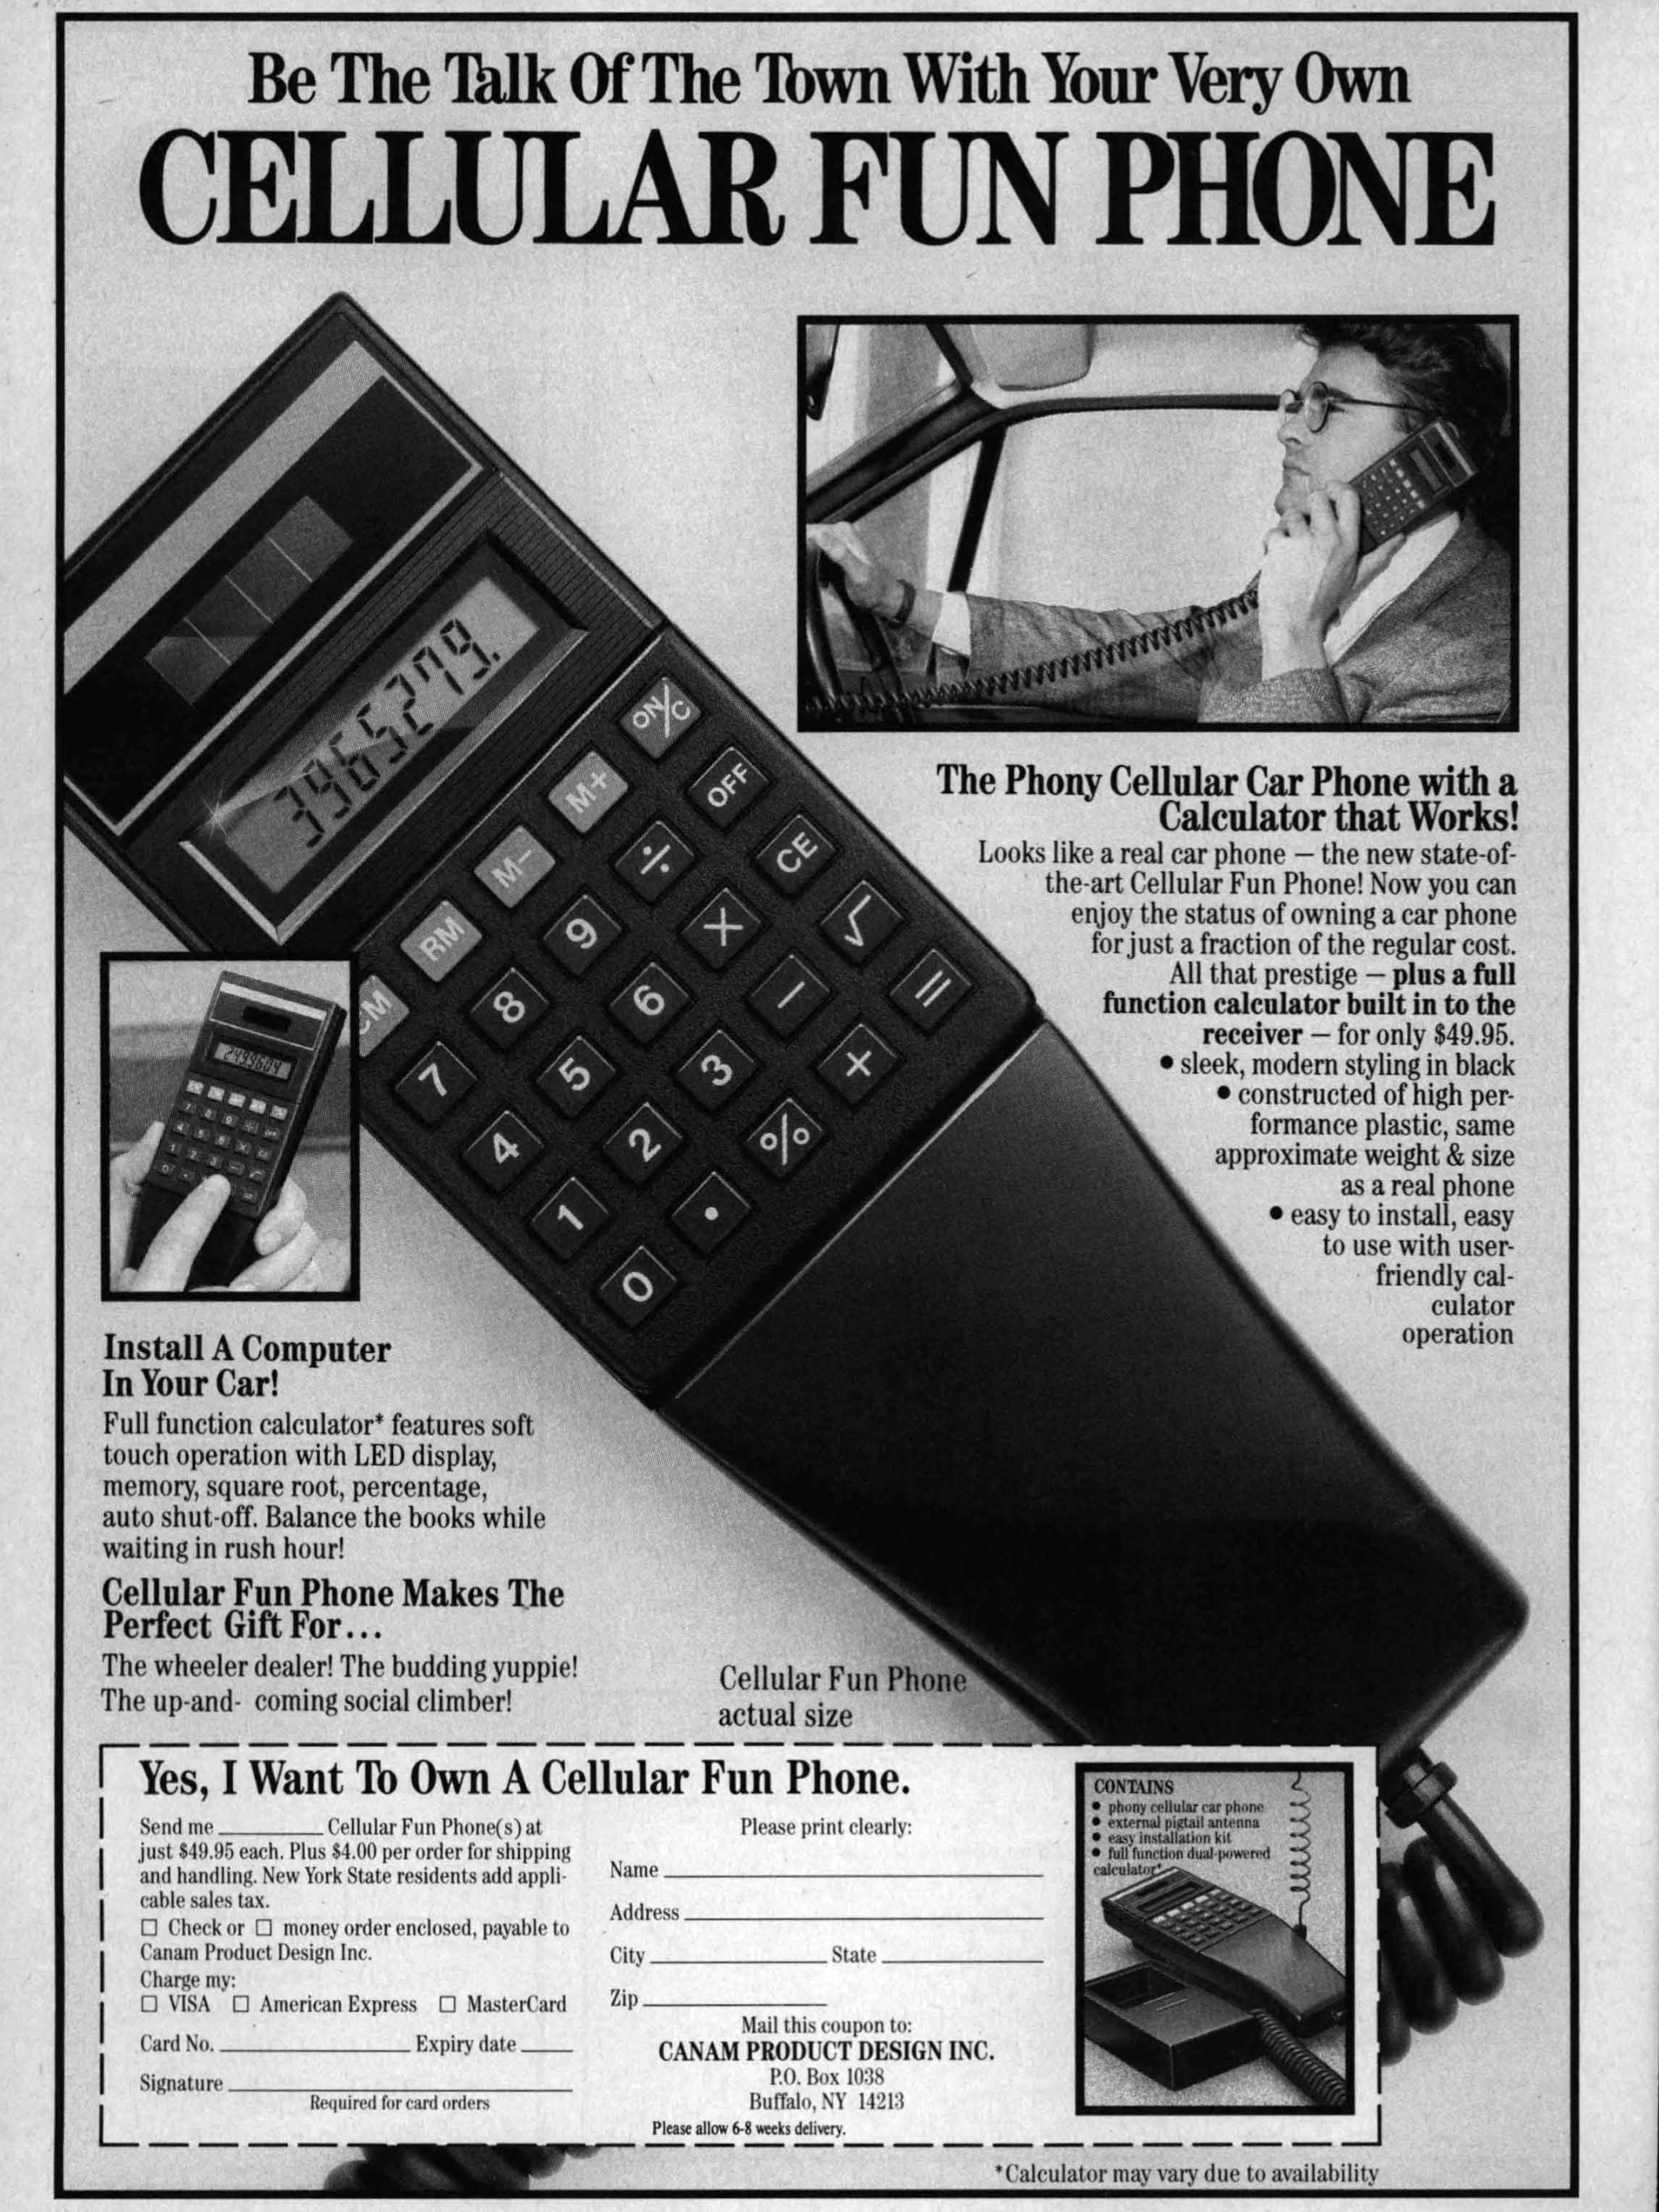 Be The Talk Of The Town With Your Very Own
CELLULAR FUN PHONE
39652779.
ON/C
M+
OFF
M−
÷
CE
RM
9
×
√
CM
8
6
−
=
7
5
3
+
4
2
%
1
•
0
The Phony Cellular Car Phone with a
Calculator that Works!
Looks like a real car phone — the new state-of-
the-art Cellular Fun Phone! Now you can
enjoy the status of owning a car phone
for just a fraction of the regular cost.
All that prestige — plus a full
function calculator built in to the
receiver — for only $49.95.
• sleek, modern styling in black
• constructed of high per-
formance plastic, same
approximate weight & size
as a real phone
• easy to install, easy
to use with user-
friendly cal-
culator
operation
2499604
Install A Computer
In Your Car!
Full function calculator* features soft
touch operation with LED display,
memory, square root, percentage,
auto shut-off. Balance the books while
waiting in rush hour!
Cellular Fun Phone Makes The
Perfect Gift For...
The wheeler dealer! The budding yuppie!
The up-and- coming social climber!
Cellular Fun Phone
actual size
Yes, I Want To Own A Cellular Fun Phone.
Send me ________ Cellular Fun Phone(s) at
just $49.95 each. Plus $4.00 per order for shipping
and handling. New York State residents add appli-
cable sales tax.
☐ Check or ☐ money order enclosed, payable to
Canam Product Design Inc.
Charge my:
☐ VISA ☐ American Express ☐ MasterCard
Card No. ________ Expiry date ____
Signature ________
Required for card orders
Please print clearly:
Name ________
Address ________
City ________ State ________
Zip ________
Mail this coupon to:
CANAM PRODUCT DESIGN INC.
P.O. Box 1038
Buffalo, NY 14213
Please allow 6-8 weeks delivery.
CONTAINS
• phony cellular car phone
• external pigtail antenna
• easy installation kit
• full function dual-powered
calculator*
*Calculator may vary due to availability